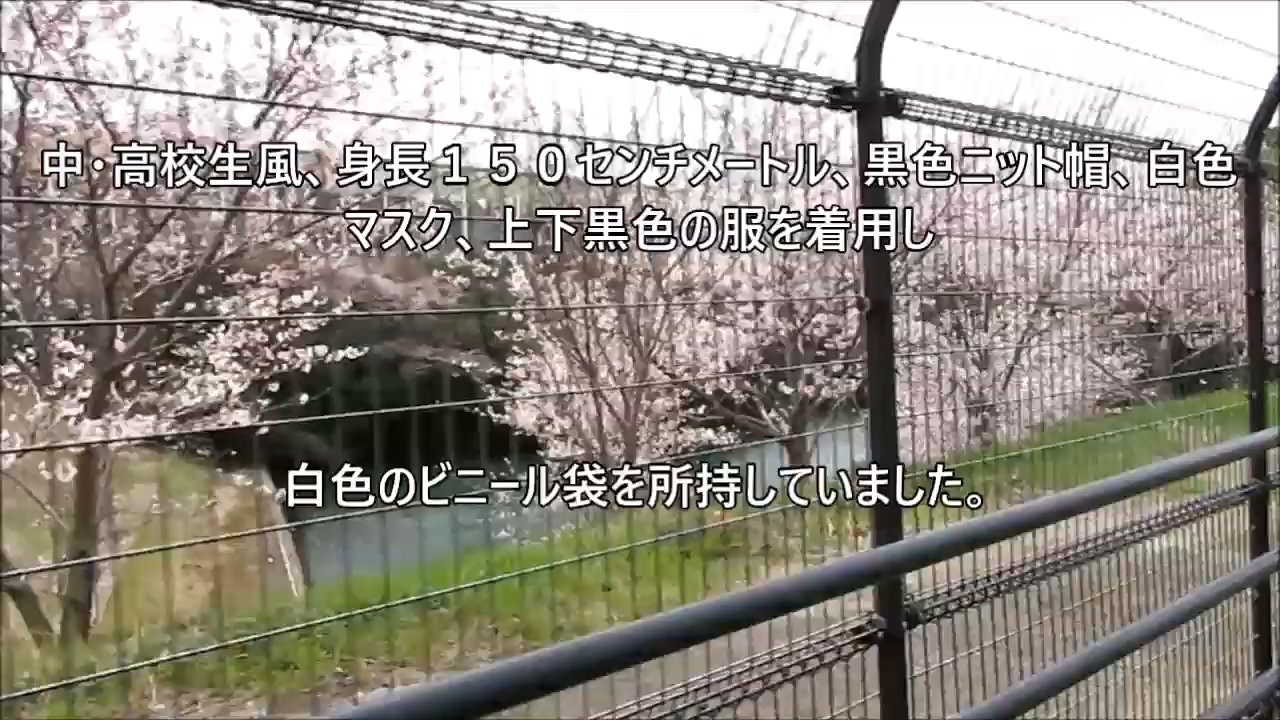 中・高校生風、身長１５０センチメートル、黒色ニット帽、白色
マスク、上下黒色の服を着用し
白色のビニール袋を所持していました。